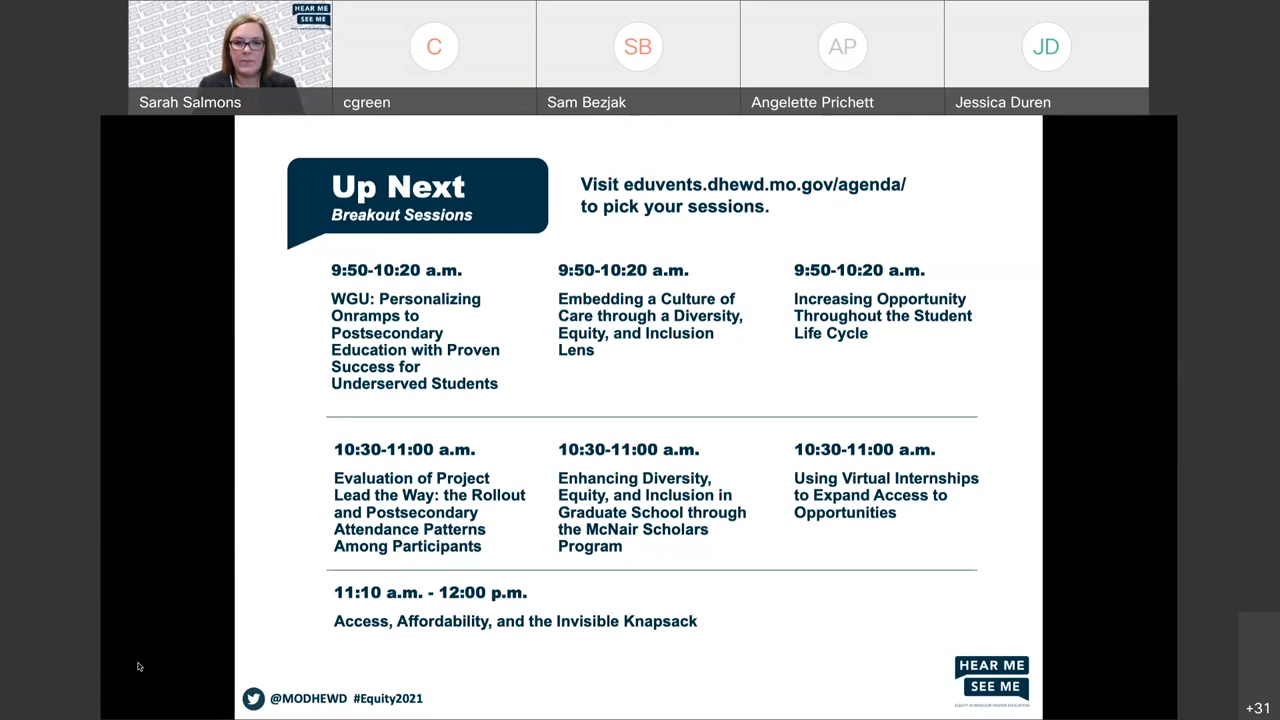 HEAR ME
SEE ME
C
SB
AP
JD
Sarah Salmons
cgreen
Sam Bezjak
Angelette Prichett
Jessica Duren
Up Next
Breakout Sessions
Visit eduvents.dhewd.mo.gov/agenda/
to pick your sessions.
9:50-10:20 a.m.
WGU: Personalizing
Onramps to
Postsecondary
Education with Proven
Success for
Underserved Students
9:50-10:20 a.m.
Embedding a Culture of
Care through a Diversity,
Equity, and Inclusion
Lens
9:50-10:20 a.m.
Increasing Opportunity
Throughout the Student
Life Cycle
10:30-11:00 a.m.
Evaluation of Project
Lead the Way: the Rollout
and Postsecondary
Attendance Patterns
Among Participants
10:30-11:00 a.m.
Enhancing Diversity,
Equity, and Inclusion in
Graduate School through
the McNair Scholars
Program
10:30-11:00 a.m.
Using Virtual Internships
to Expand Access to
Opportunities
11:10 a.m. - 12:00 p.m.
Access, Affordability, and the Invisible Knapsack
@MODHEWD #Equity2021
HEAR ME
SEE ME
EQUITY IN MISSOURI HIGHER EDUCATION
+31